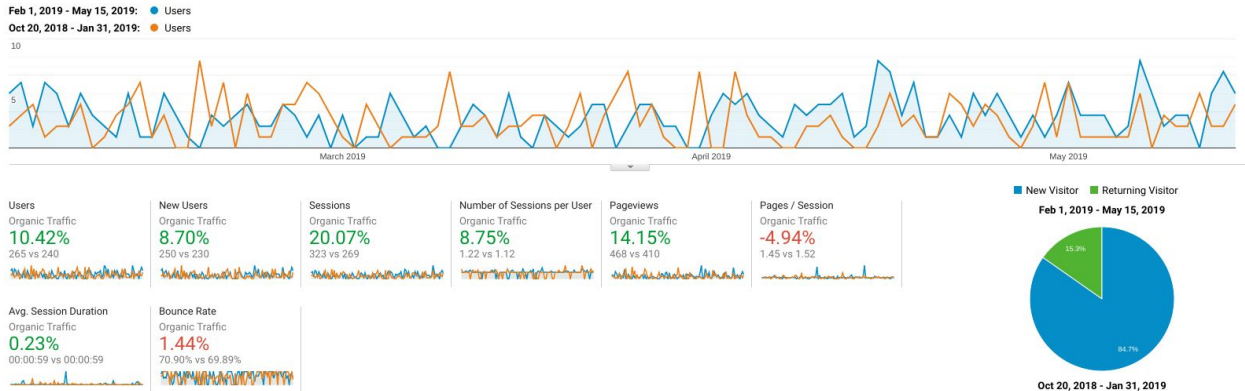 Feb 1, 2019 - May 15, 2019: Users
Oct 20, 2018 - Jan 31, 2019: Users
10
5
March 2019
April 2019
May 2019
Users
Organic Traffic
10.42%
265 vs 240
New Users
Organic Traffic
8.70%
250 vs 230
Sessions
Organic Traffic
20.07%
323 vs 269
Number of Sessions per User
Organic Traffic
8.75%
1.22 vs 1.12
Pageviews
Organic Traffic
14.15%
468 vs 410
Pages / Session
Organic Traffic
-4.94%
1.45 vs 1.52
Avg. Session Duration
Organic Traffic
0.23%
00:00:59 vs 00:00:59
Bounce Rate
Organic Traffic
1.44%
70.90% vs 69.89%
New Visitor Returning Visitor
Feb 1, 2019 - May 15, 2019
15.3%
84.7%
Oct 20, 2018 - Jan 31, 2019